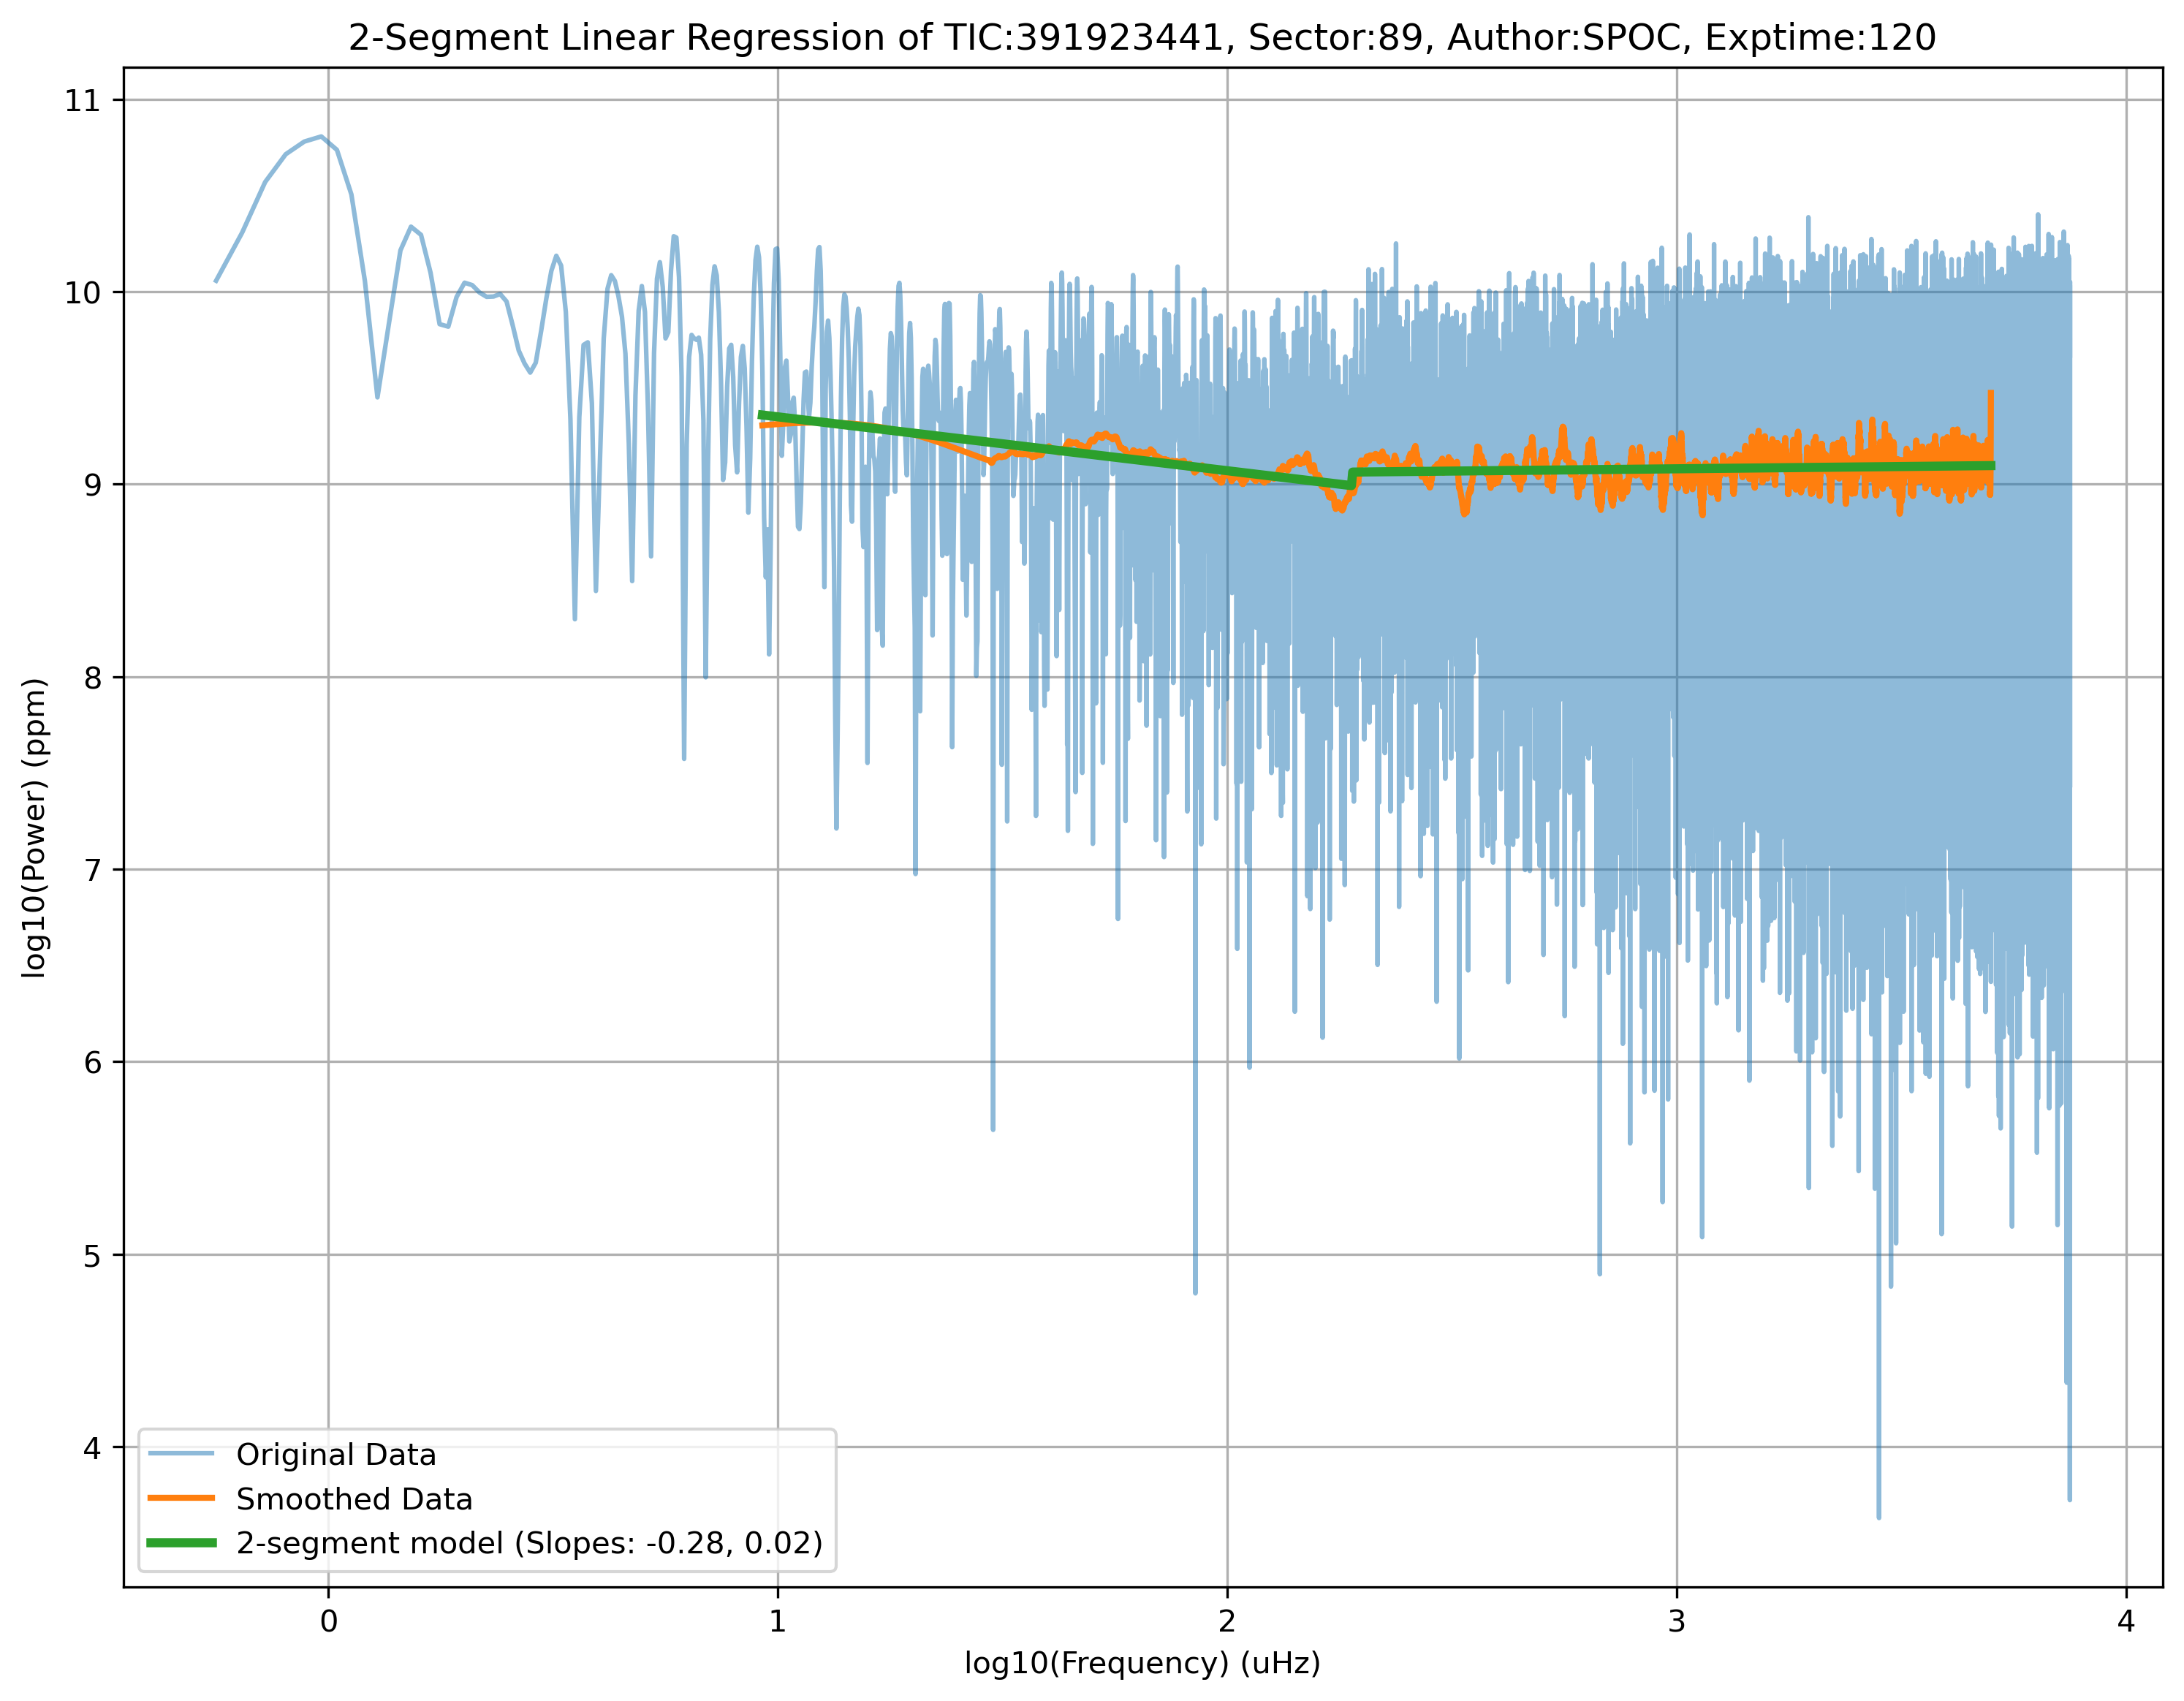 2-Segment Linear Regression of TIC:391923441, Sector:89, Author:SPOC, Exptime:120
log10(Power) (ppm)
11
10
9
8
7
6
5
4
Original Data
Smoothed Data
2-segment model (Slopes: -0.28, 0.02)
0
1
2
3
4
log10(Frequency) (uHz)